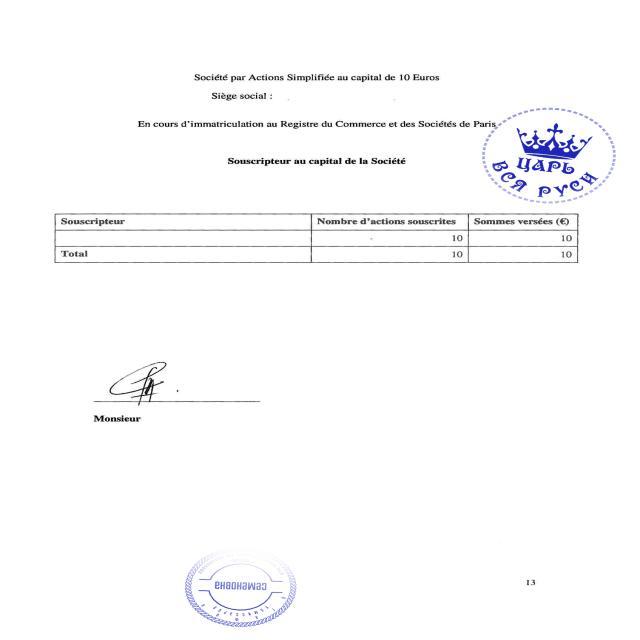 Société par Actions Simplifiée au capital de 10 Euros
Siège social :
En cours d'immatriculation au Registre du Commerce et des Sociétés de Paris
Souscripteur au capital de la Société
ЦАРЬ
ВСЯ РУСИ
Souscripteur Nombre d'actions souscrites Sommes versées (€)
10 10
Total 10 10
Monsieur
Семеновна
13